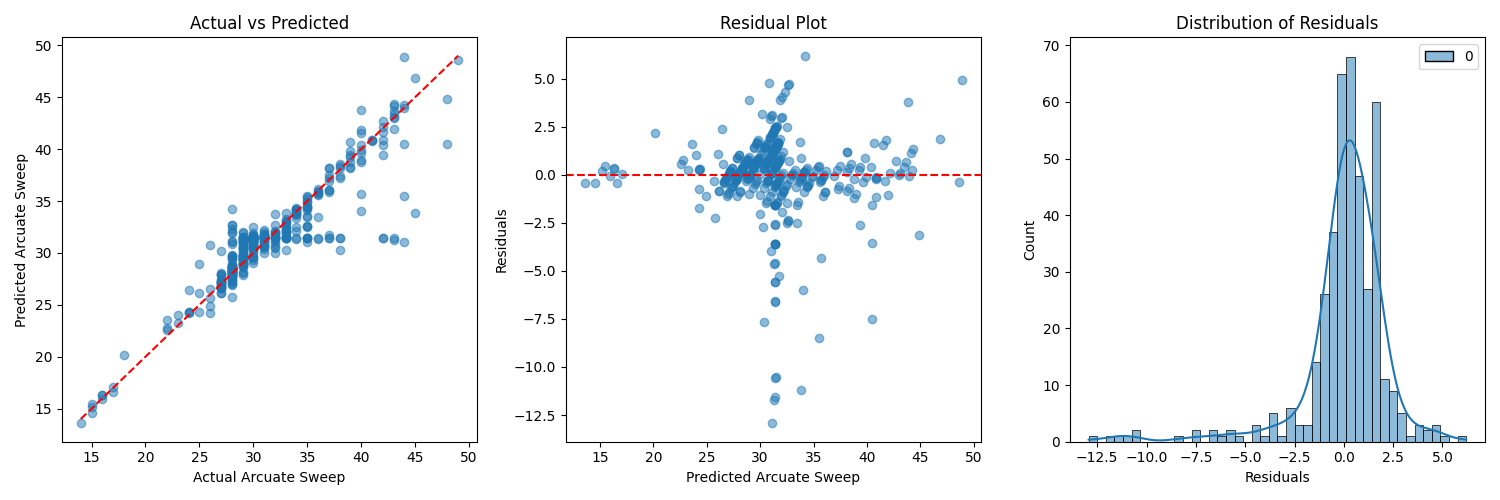 Actual vs Predicted
50
45
40
35
30
25
20
15
Predicted Arcuate Sweep
15 20 25 30 35 40 45 50
Actual Arcuate Sweep
Residual Plot
5.0
2.5
0.0
−2.5
−5.0
−7.5
−10.0
−12.5
Residuals
15 20 25 30 35 40 45 50
Predicted Arcuate Sweep
Distribution of Residuals
0
70
60
50
40
30
20
10
0
Count
−12.5 −10.0 −7.5 −5.0 −2.5 0.0 2.5 5.0
Residuals